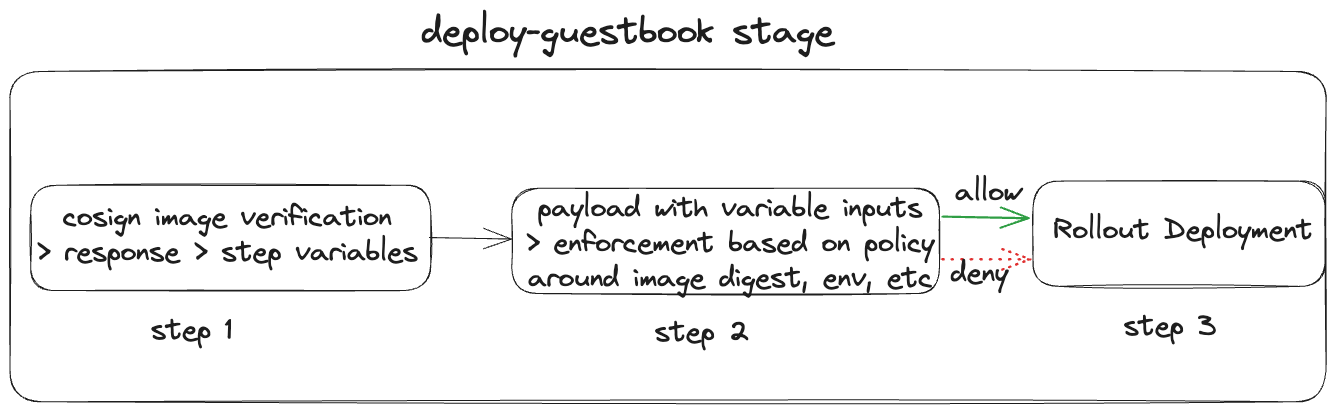 deploy-guestbook stage
cosign image verification
> response > step variables
step 1
payload with variable inputs
> enforcement based on policy
around image digest, env, etc
step 2
allow
deny
Rollout Deployment
step 3